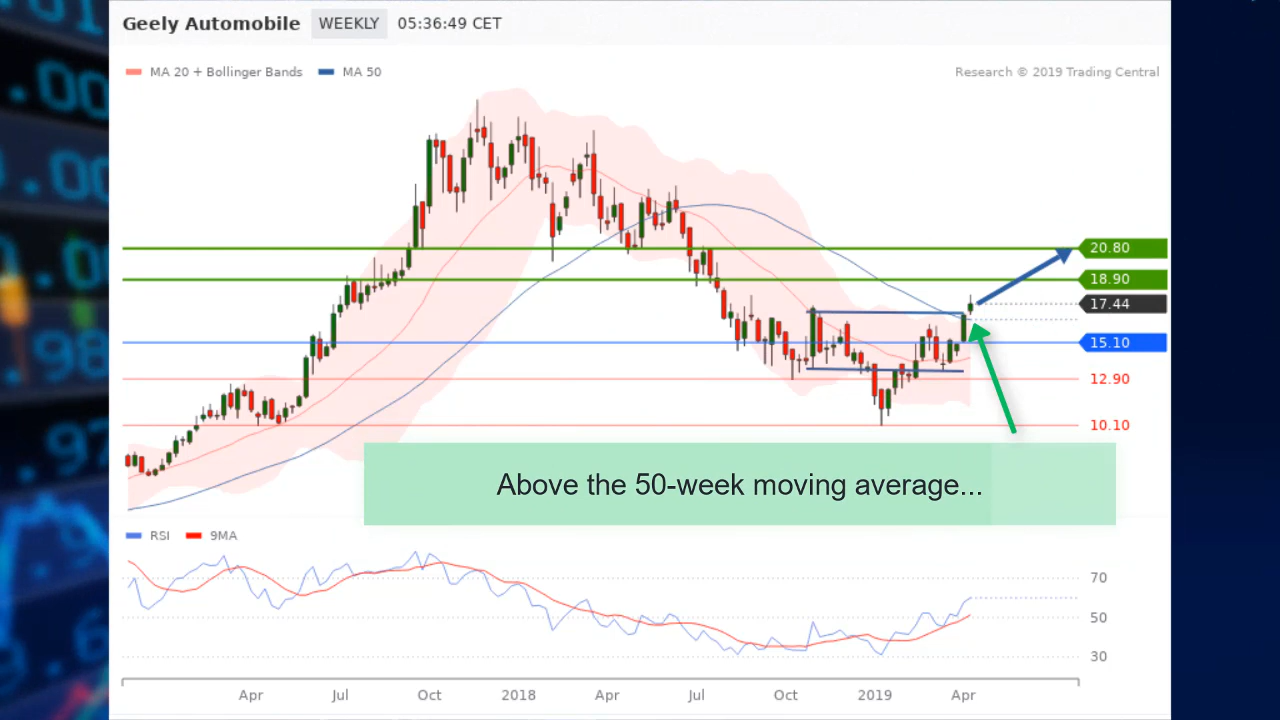 Geely Automobile WEEKLY 05:36:49 CET
MA 20 + Bollinger Bands MA 50 Research © 2019 Trading Central
20.80
18.90
17.44
15.10
12.90
10.10
Above the 50-week moving average...
RSI 9MA
70
50
30
Apr Jul Oct 2018 Apr Jul Oct 2019 Apr